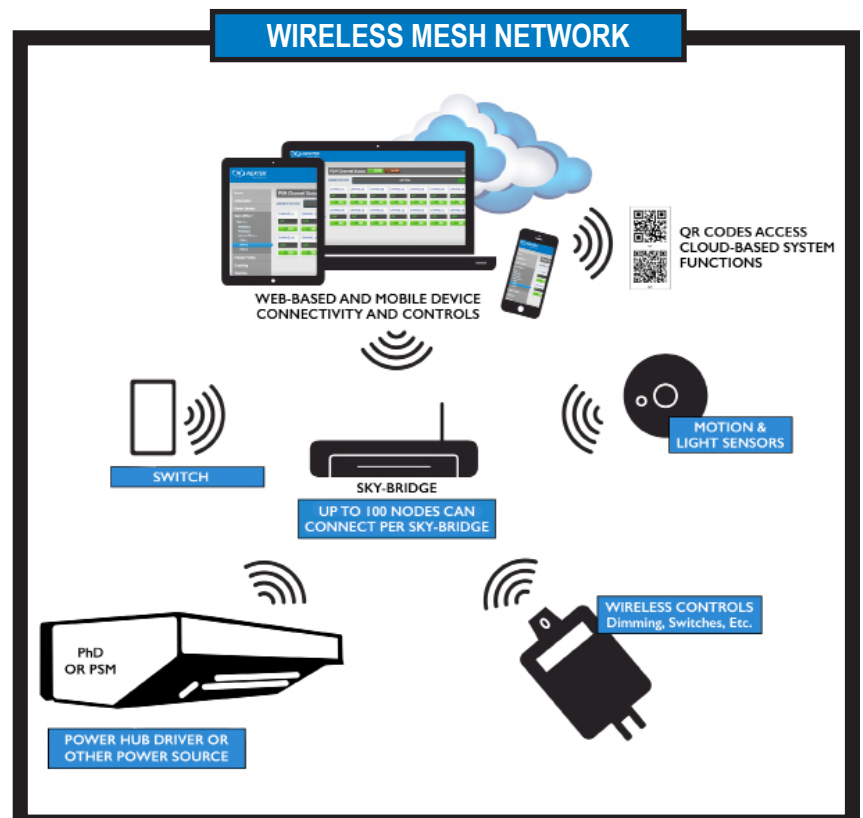 WIRELESS MESH NETWORK
QR CODES ACCESS
CLOUD-BASED SYSTEM
FUNCTIONS
WEB-BASED AND MOBILE DEVICE
CONNECTIVITY AND CONTROLS
SWITCH
MOTION &
LIGHT SENSORS
SKY-BRIDGE
UP TO 100 NODES CAN
CONNECT PER SKY-BRIDGE
WIRELESS CONTROLS
Dimming, Switches, Etc.
PhD
OR PSM
POWER HUB DRIVER OR
OTHER POWER SOURCE